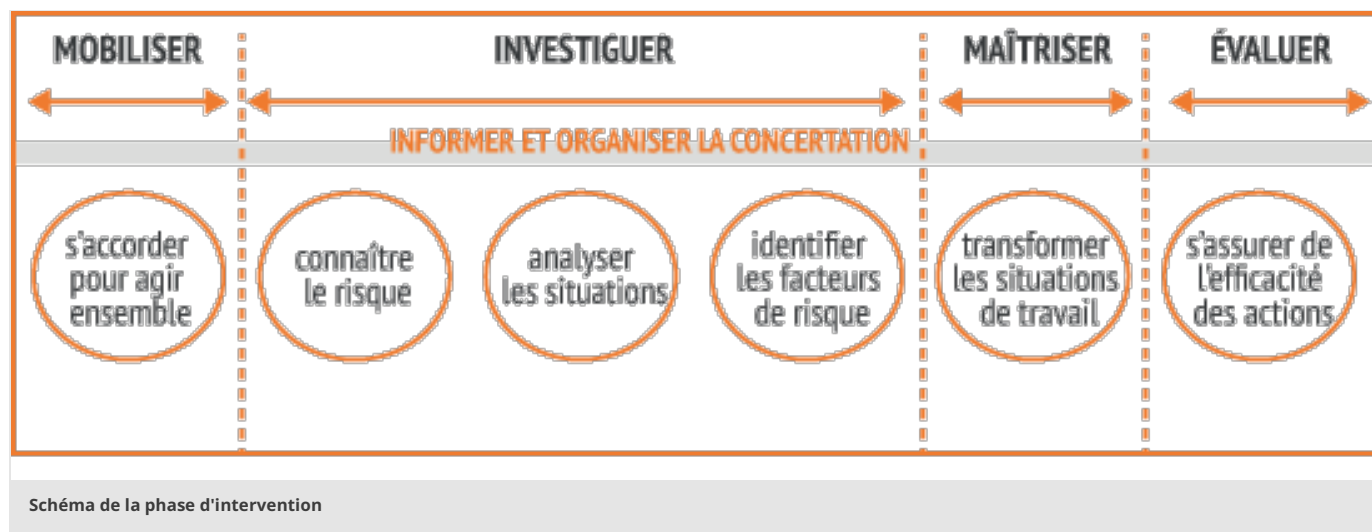 MOBILISER
INVESTIGUER
MAÎTRISER
ÉVALUER
INFORMER ET ORGANISER LA CONCERTATION
s'accorder
pour agir
ensemble
connaître
le risque
analyser
les situations
identifier
les facteurs
de risque
transformer
les situations
de travail
s'assurer de
l'efficacité
des actions
Schéma de la phase d'intervention